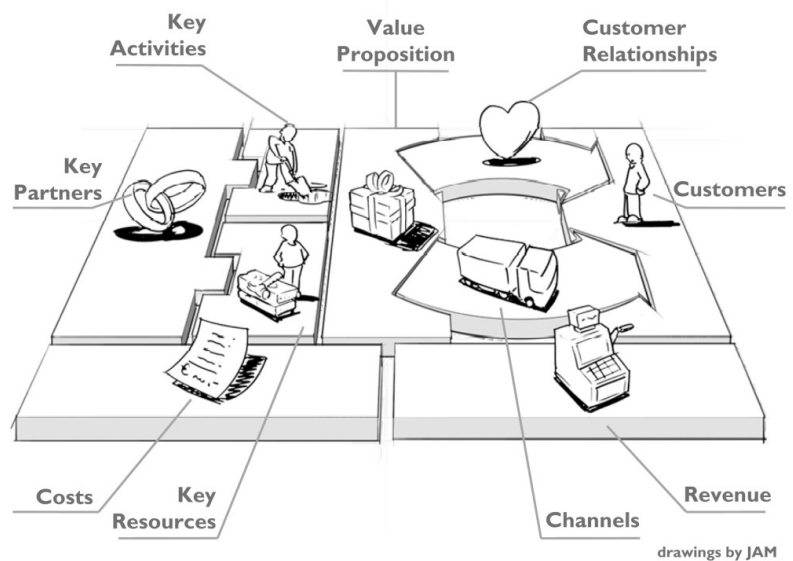 Key
Activities
Value
Proposition
Customer
Relationships
Key
Partners
Customers
Costs
Key
Resources
Channels
Revenue
drawings by JAM